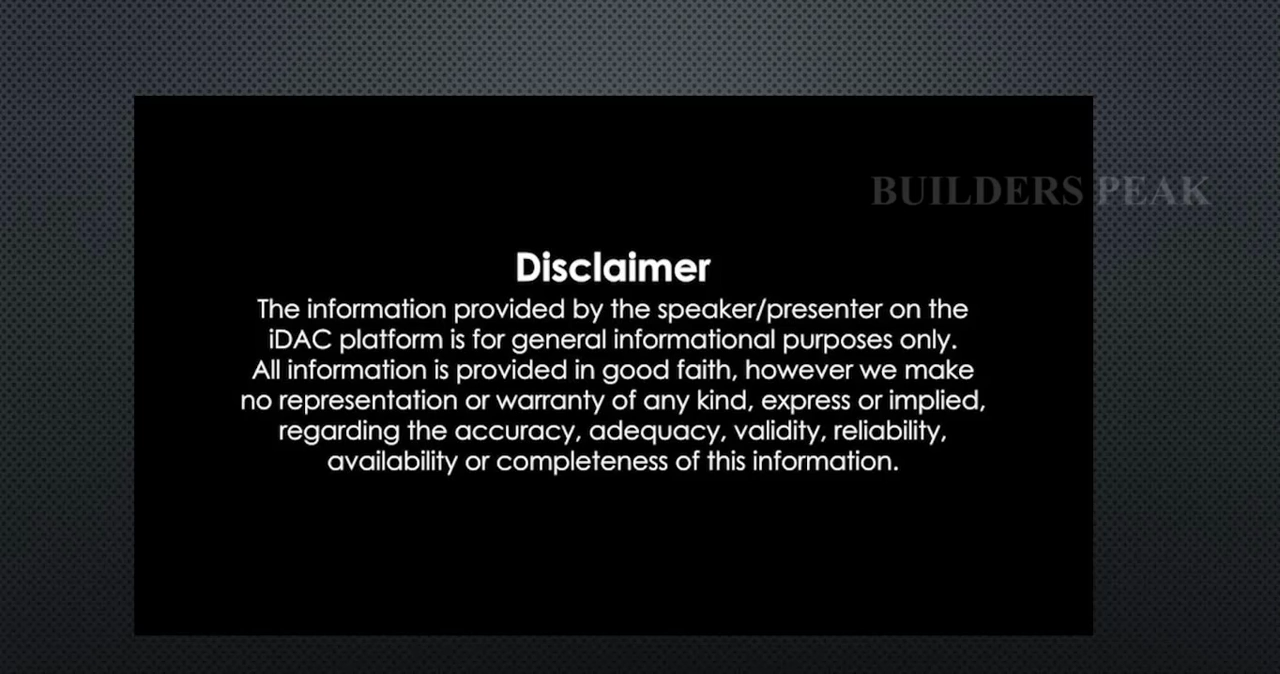 BUILDERS PEAK
Disclaimer
The information provided by the speaker/presenter on the
iDAC platform is for general informational purposes only.
All information is provided in good faith, however we make
no representation or warranty of any kind, express or implied,
regarding the accuracy, adequacy, validity, reliability,
availability or completeness of this information.